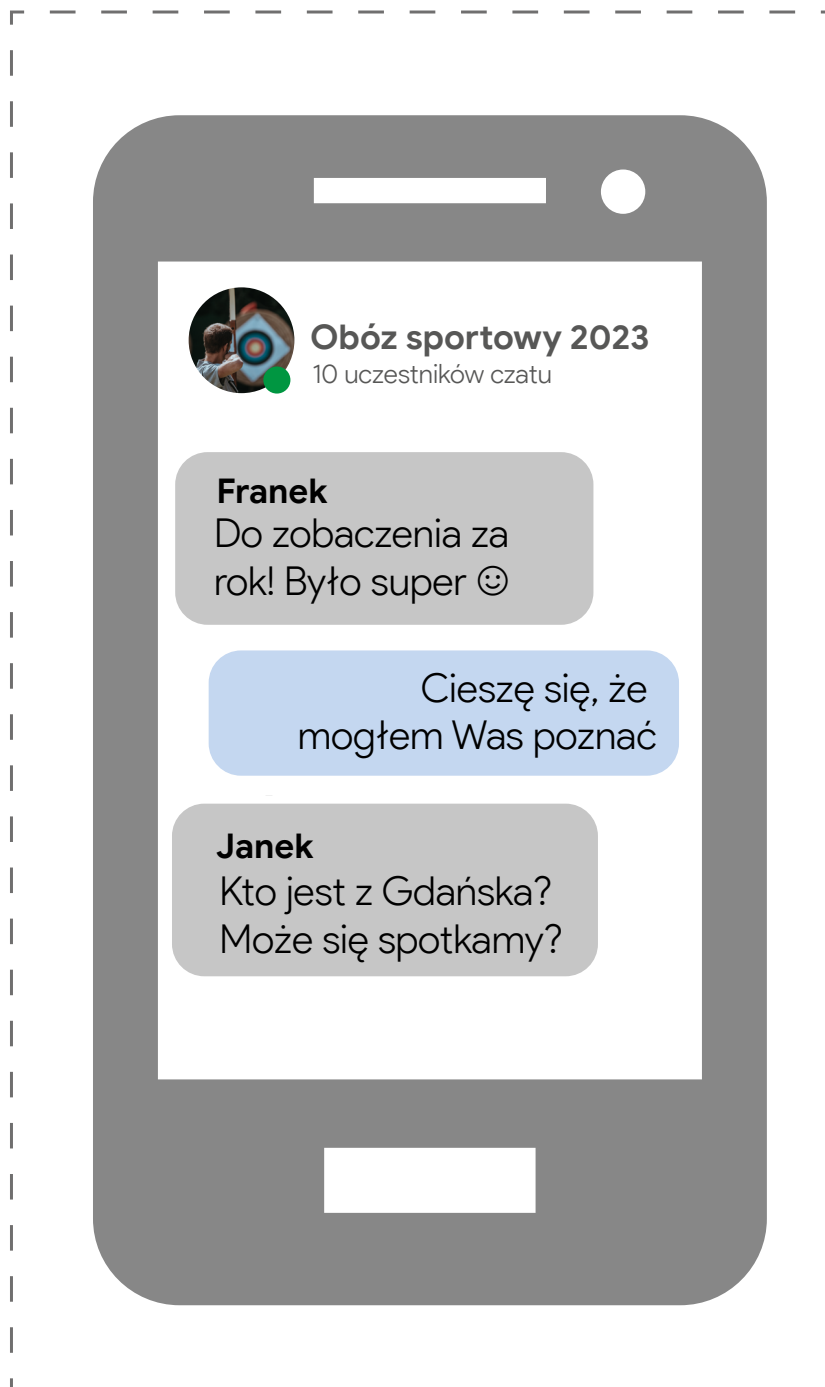 Obóz sportowy 2023
10 uczestników czatu
Franek
Do zobaczenia za
rok! Było super ☺
Cieszę się, że
mogłem Was poznać
Janek
Kto jest z Gdańska?
Może się spotkamy?